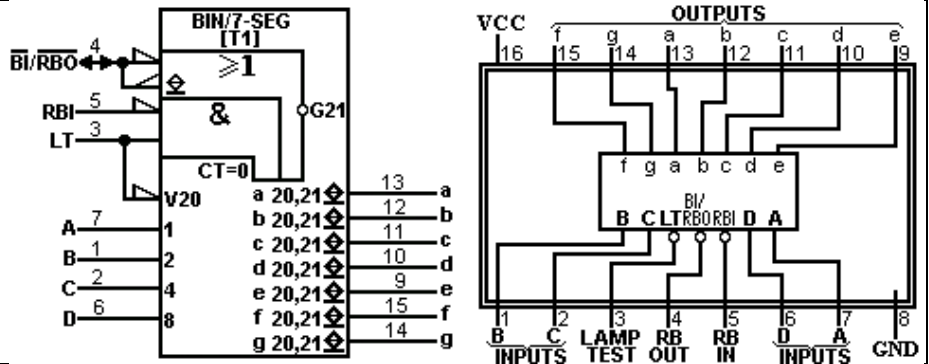 BIN/7-SEG
[T1]
≥1
BI/RBO 4
RBI 5
&
G21
LT 3
CT=0
V20
a 20,21 13 a
A 7 1
b 20,21 12 b
B 1 2
c 20,21 11 c
C 2 4
d 20,21 10 d
D 6 8
e 20,21 9 e
f 20,21 15 f
g 20,21 14 g
OUTPUTS
VCC f g a b c d e
16 15 14 13 12 11 10 9
f g a b c d e
BI/
B C LT RBO RBI D A
1 2 3 4 5 6 7 8
B C LAMP RB RB D A GND
INPUTS TEST OUT IN INPUTS